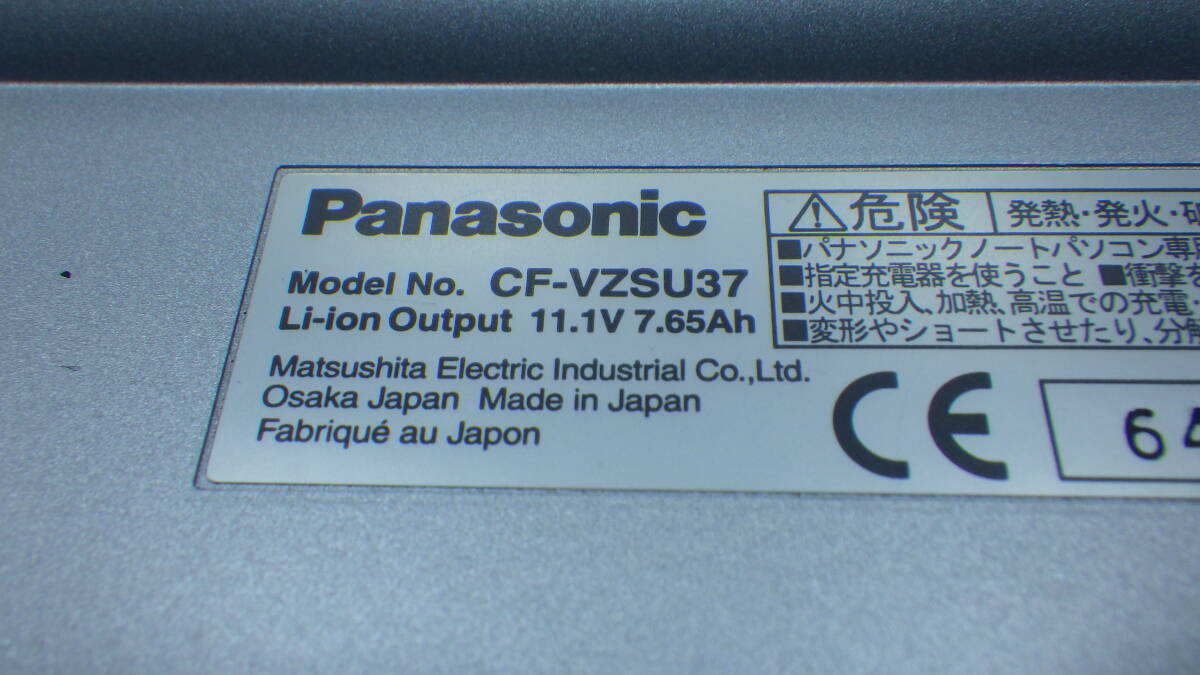 Panasonic
Model No. CF-VZSU37
Li-ion Output 11.1V 7.65Ah
Matsushita Electric Industrial Co.,Ltd.
Osaka Japan Made in Japan
Fabriqué au Japon
⚠危険 発熱・発火・
■パナソニックノートパソコン専
■指定充電器を使うこと ■衝撃を
■火中投入、加熱、高温での充電、
■変形やショートさせたり、分解
CE
6